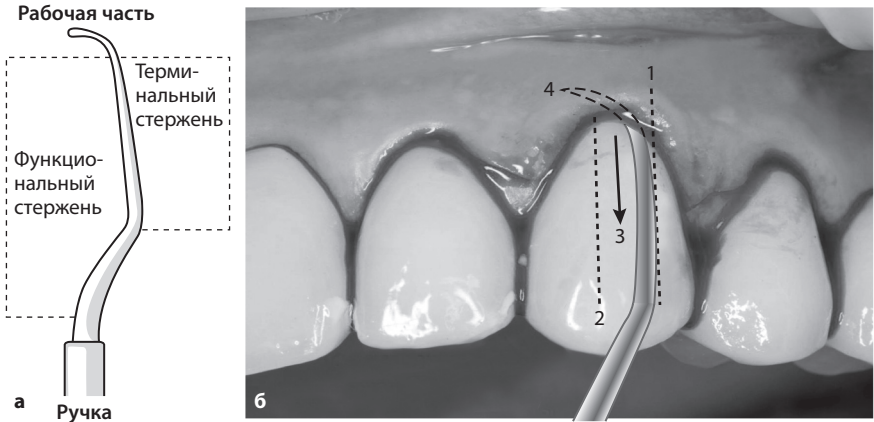 Рабочая часть
Терми-
нальный
стержень
Функцио-
нальный
стержень
а
Ручка
1
4
3
2
б